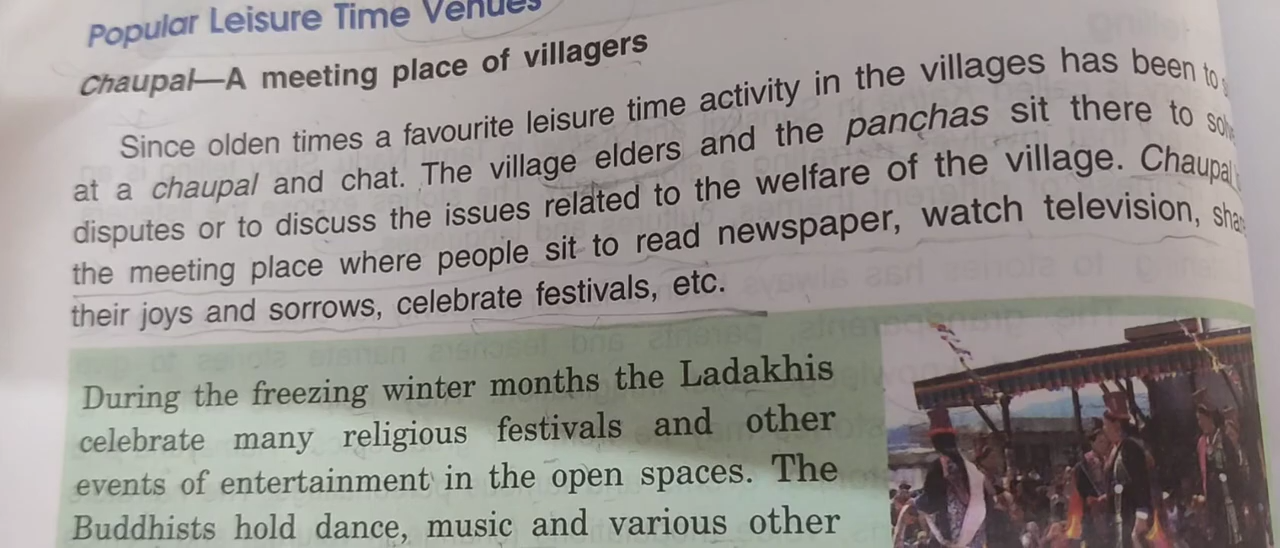 Popular Leisure Time Venues
Chaupal—A meeting place of villagers
Since olden times a favourite leisure time activity in the villages has been to
at a chaupal and chat. The village elders and the panchas sit there to
disputes or to discuss the issues related to the welfare of the village. Chaupal
the meeting place where people sit to read newspaper, watch television,
their joys and sorrows, celebrate festivals, etc.
During the freezing winter months the Ladakhis
celebrate many religious festivals and other
events of entertainment in the open spaces. The
Buddhists hold dance, music and various other